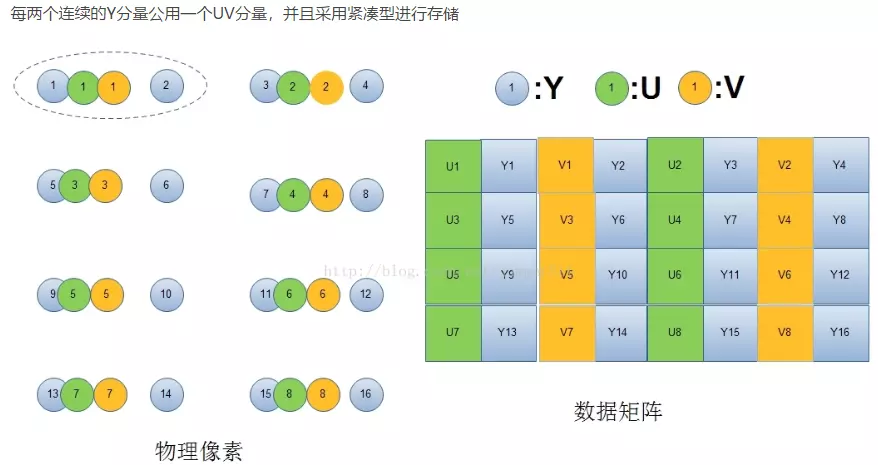 每两个连续的Y分量公用一个UV分量，并且采用紧凑型进行存储
1 1 1 2 3 2 2 4
1 :Y 1 :U 1 :V
5 3 3 6 7 4 4 8
9 5 5 10 11 6 6 12
13 7 7 14 15 8 8 16
物理像素
U1 Y1 V1 Y2 U2 Y3 V2 Y4
U3 Y5 V3 Y6 U4 Y7 V4 Y8
U5 Y9 V5 Y10 U6 Y11 V6 Y12
U7 Y13 V7 Y14 U8 Y15 V8 Y16
数据矩阵
http://blog.